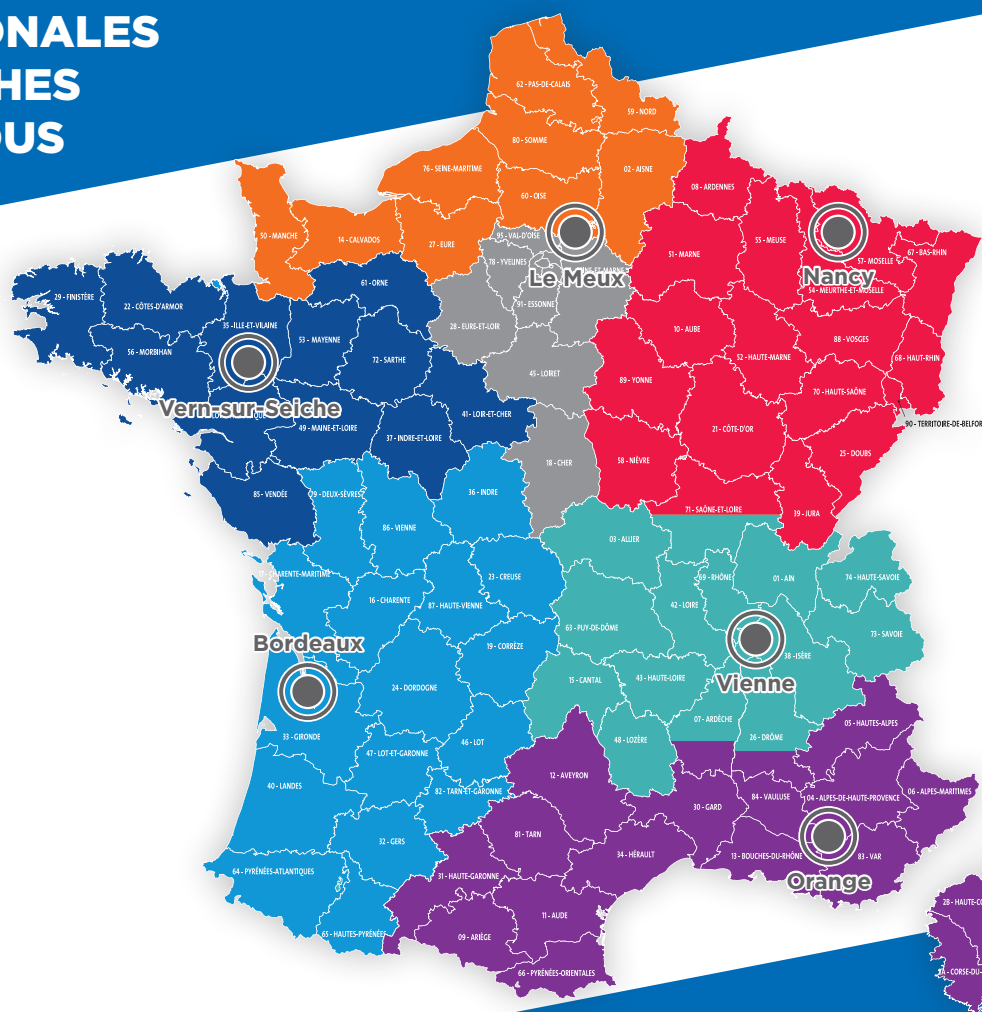 ONALES
CHES
OUS
62 - PAS-DE-CALAIS
59 - NORD
80 - SOMME
76 - SEINE-MARITIME
02 - AISNE
60 - OISE
08 - ARDENNES
50 - MANCHE
14 - CALVADOS
27 - EURE
95 - VAL-D'OISE
78 - YVELINES
Le Meux
51 - MARNE
55 - MEUSE
57 - MOSELLE
67 - BAS-RHIN
Nancy
54 - MEURTHE-ET-MOSELLE
29 - FINISTÈRE
22 - CÔTES-D'ARMOR
61 - ORNE
91 - ESSONNE
35 - ILLE-ET-VILAINE
28 - EURE-ET-LOIR
10 - AUBE
88 - VOSGES
56 - MORBIHAN
53 - MAYENNE
72 - SARTHE
52 - HAUTE-MARNE
68 - HAUT-RHIN
45 - LOIRET
89 - YONNE
70 - HAUTE-SAÔNE
Vern-sur-Seiche
41 - LOIR-ET-CHER
90 - TERRITOIRE-DE-BELFOR
49 - MAINE-ET-LOIRE
37 - INDRE-ET-LOIRE
21 - CÔTE-D'OR
25 - DOUBS
18 - CHER
58 - NIÈVRE
85 - VENDÉE
79 - DEUX-SÈVRES
36 - INDRE
71 - SAÔNE-ET-LOIRE
39 - JURA
86 - VIENNE
03 - ALLIER
17 - CHARENTE-MARITIME
23 - CREUSE
69 - RHÔNE
01 - AIN
74 - HAUTE-SAVOIE
16 - CHARENTE
87 - HAUTE-VIENNE
42 - LOIRE
63 - PUY-DE-DÔME
73 - SAVOIE
Bordeaux
19 - CORRÈZE
38 - ISÈRE
24 - DORDOGNE
15 - CANTAL
43 - HAUTE-LOIRE
Vienne
07 - ARDÈCHE
05 - HAUTES-ALPES
33 - GIRONDE
46 - LOT
48 - LOZÈRE
26 - DRÔME
47 - LOT-ET-GARONNE
12 - AVEYRON
40 - LANDES
82 - TARN-ET-GARONNE
30 - GARD
84 - VAULUSE
04 - ALPES-DE-HAUTE-PROVENCE
06 - ALPES-MARITIMES
32 - GERS
81 - TARN
34 - HÉRAULT
13 - BOUCHES-DU-RHÔNE
83 - VAR
64 - PYRÉNÉES-ATLANTIQUES
31 - HAUTE-GARONNE
Orange
11 - AUDE
2B - HAUTE-CO
65 - HAUTES-PYRÉNÉES
09 - ARIÈGE
66 - PYRÉNÉES-ORIENTALES
2A - CORSE-DU-